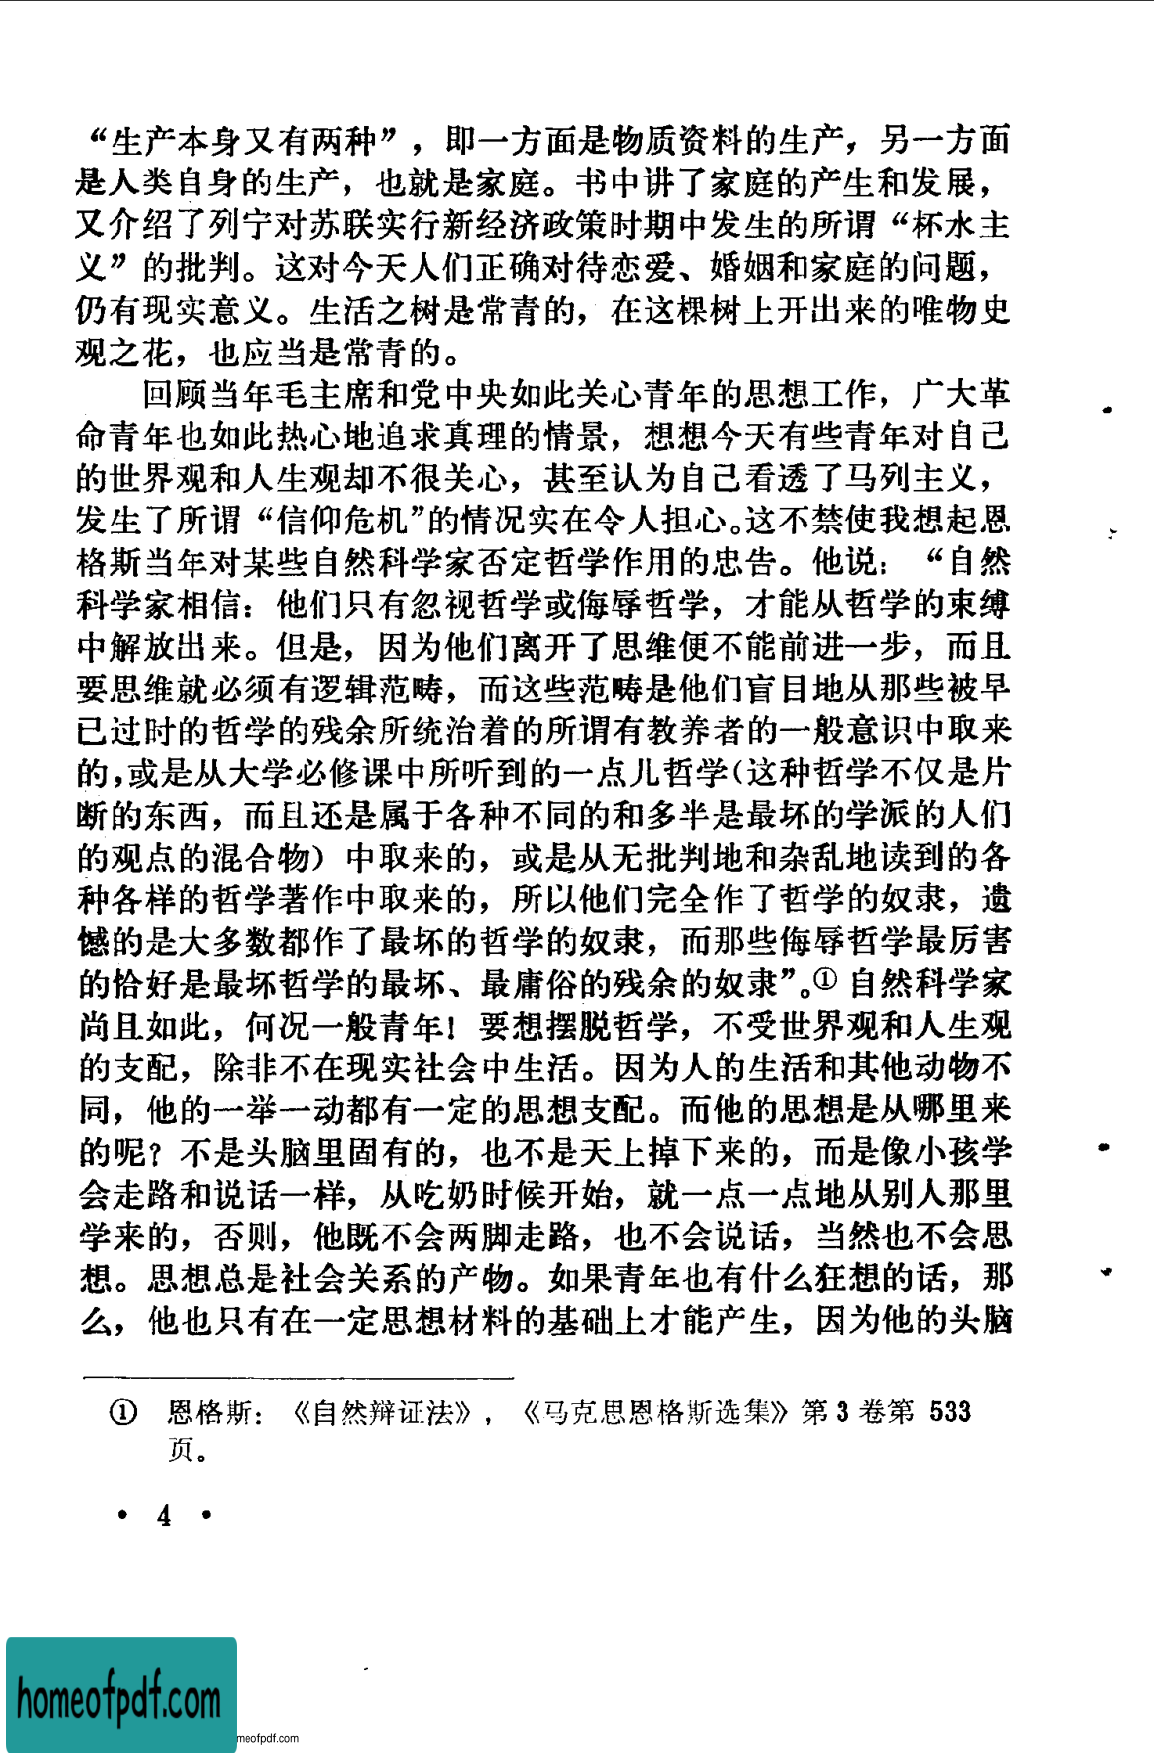 “生产本身又有两种”，即一方面是物质资料的生产，另一方面
是人类自身的生产，也就是家庭。书中讲了家庭的产生和发展，
又介绍了列宁对苏联实行新经济政策时期中发生的所谓“杯水主
义”的批判。这对今天人们正确对待恋爱、婚姻和家庭的问题，
仍有现实意义。生活之树是常青的，在这棵树上开出来的唯物史
观之花，也应当是常青的。
回顾当年毛主席和党中央如此关心青年的思想工作，广大革
命青年也如此热心地追求真理的情景，想想今天有些青年对自己
的世界观和人生观却不很关心，甚至认为自己看透了马列主义，
发生了所谓“信仰危机”的情况实在令人担心。这不禁使我想起恩
格斯当年对某些自然科学家否定哲学作用的忠告。他说：“自然
科学家相信：他们只有忽视哲学或侮辱哲学，才能从哲学的束缚
中解放出来。但是，因为他们离开了思维便不能前进一步，而且
要思维就必须有逻辑范畴，而这些范畴是他们盲目地从那些被早
已过时的哲学的残余所统治着的所谓有教养者的一般意识中取来
的，或是从大学必修课中所听到的一点儿哲学（这种哲学不仅是片
断的东西，而且还是属于各种不同的和多半是最坏的学派的人们
的观点的混合物）中取来的，或是从无批判地和杂乱地读到的各
种各样的哲学著作中取来的，所以他们完全作了哲学的奴隶，遗
憾的是大多数都作了最坏的哲学的奴隶，而那些侮辱哲学最厉害
的恰好是最坏哲学的最坏、最庸俗的残余的奴隶”。① 自然科学家
尚且如此，何况一般青年！要想摆脱哲学，不受世界观和人生观
的支配，除非不在现实社会中生活。因为人的生活和其他动物不
同，他的一举一动都有一定的思想支配。而他的思想是从哪里来
的呢？不是头脑里固有的，也不是天上掉下来的，而是像小孩学
会走路和说话一样，从吃奶时候开始，就一点一点地从别人那里
学来的，否则，他既不会两脚走路，也不会说话，当然也不会思
想。思想总是社会关系的产物。如果青年也有什么狂想的话，那
么，他也只有在一定思想材料的基础上才能产生，因为他的头脑
① 恩格斯：《自然辩证法》，《马克思恩格斯选集》第 3 卷第 533
页。
• 4 •
homeofpdf.com
meofpdf.com